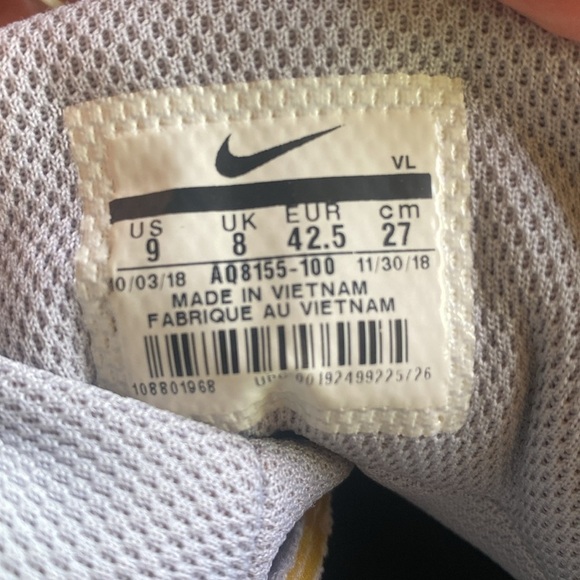 VL
US UK EUR cm
9 8 42.5 27
10/03/18 AQ8155-100 11/30/18
MADE IN VIETNAM
FABRIQUE AU VIETNAM
108801968